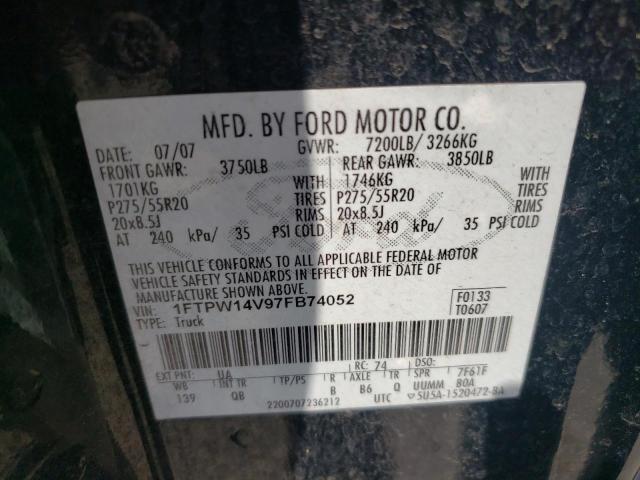 MFD. BY FORD MOTOR CO.
DATE: 07/07 GVWR: 7200LB/ 3266KG
FRONT GAWR: 3750LB REAR GAWR: 3850LB
1701KG WITH 1746KG WITH
P275/55R20 TIRES P275/55R20 TIRES
20x8.5J RIMS 20x8.5J RIMS
AT 240 kPa/ 35 PSI COLD AT 240 kPa/ 35 PSI COLD
Ford
THIS VEHICLE CONFORMS TO ALL APPLICABLE FEDERAL MOTOR
VEHICLE SAFETY STANDARDS IN EFFECT ON THE DATE OF
MANUFACTURE SHOWN ABOVE.
VIN: 1FTPW14V97FB74052 F0133
TYPE: Truck T0607
EXT PNT: UA RC: 74 DSO:
WB INT TR TP/PS R AXLE TR SPR 7F61F
139 QB B B6 Q UUMM 80A
2200707236212 UTC ▽5U5A-1520472-BA